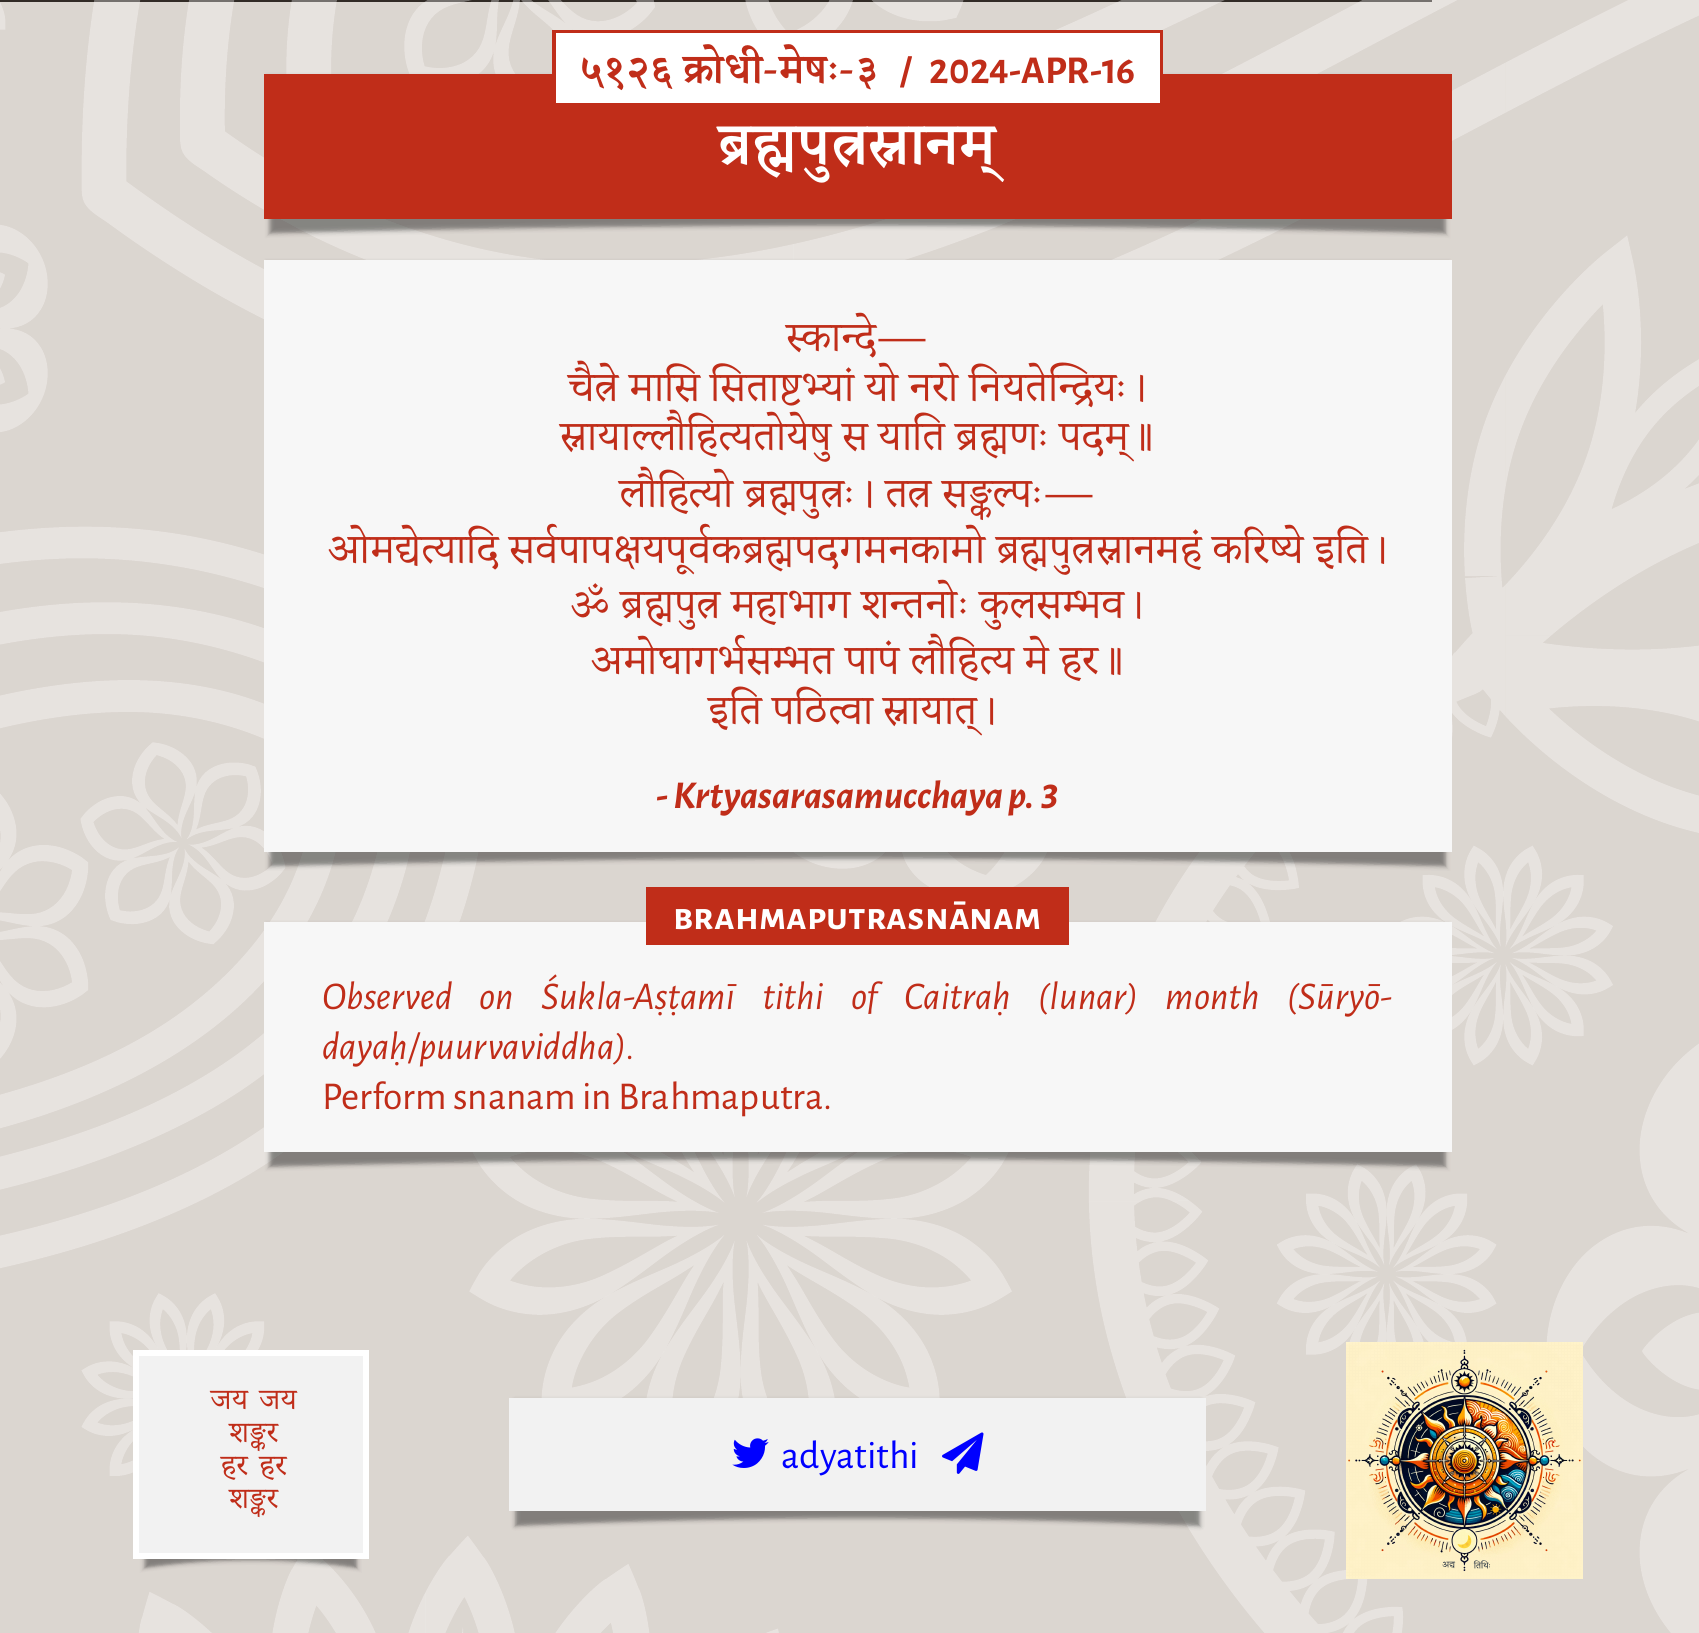 ५१२६ क्रोधी-मेषः-३ / 2024-APR-16
ब्रह्मपुत्रस्नानम्
स्कान्दे—
चैत्रे मासि सिताष्टभ्यां यो नरो नियतेन्द्रियः।
स्नायाल्लौहित्यतोयेषु स याति ब्रह्मणः पदम्॥
लौहित्यो ब्रह्मपुत्रः। तत्र सङ्कल्पः—
ओमद्येत्यादि सर्वपापक्षयपूर्वकब्रह्मपदगमनकामो ब्रह्मपुत्रस्नानमहं करिष्ये इति।
ॐ ब्रह्मपुत्र महाभाग शन्तनोः कुलसम्भव।
अमोघागर्भसम्भत पापं लौहित्य मे हर॥
इति पठित्वा स्नायात्।
- Krtyasarasamucchaya p. 3
BRAHMAPUTRASNĀNAM
Observed on Śukla-Aṣṭamī tithi of Caitraḥ (lunar) month (Sūryō-
dayaḥ/puurvaviddha).
Perform snanam in Brahmaputra.
जय जय
शङ्कर
हर हर
शङ्कर
adyatithi
अद्य तिथिः